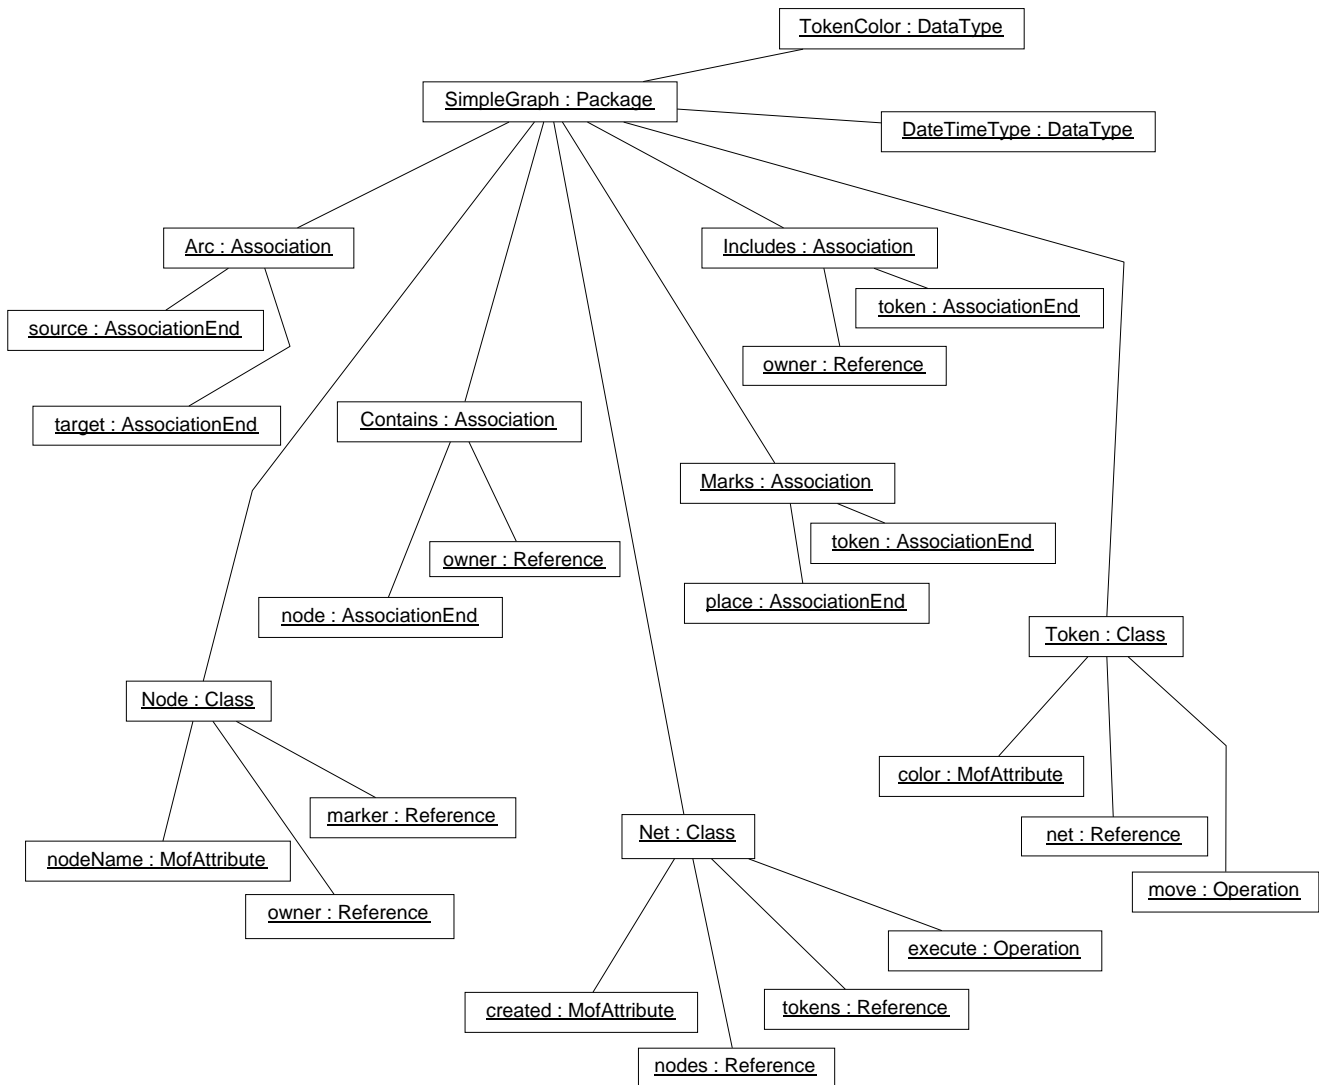 TokenColor : DataType
SimpleGraph : Package
DateTimeType : DataType
Arc : Association
Includes : Association
token : AssociationEnd
source : AssociationEnd
owner : Reference
target : AssociationEnd
Contains : Association
Marks : Association
token : AssociationEnd
owner : Reference
place : AssociationEnd
node : AssociationEnd
Token : Class
Node : Class
color : MofAttribute
marker : Reference
net : Reference
Net : Class
nodeName : MofAttribute
move : Operation
owner : Reference
execute : Operation
tokens : Reference
created : MofAttribute
nodes : Reference